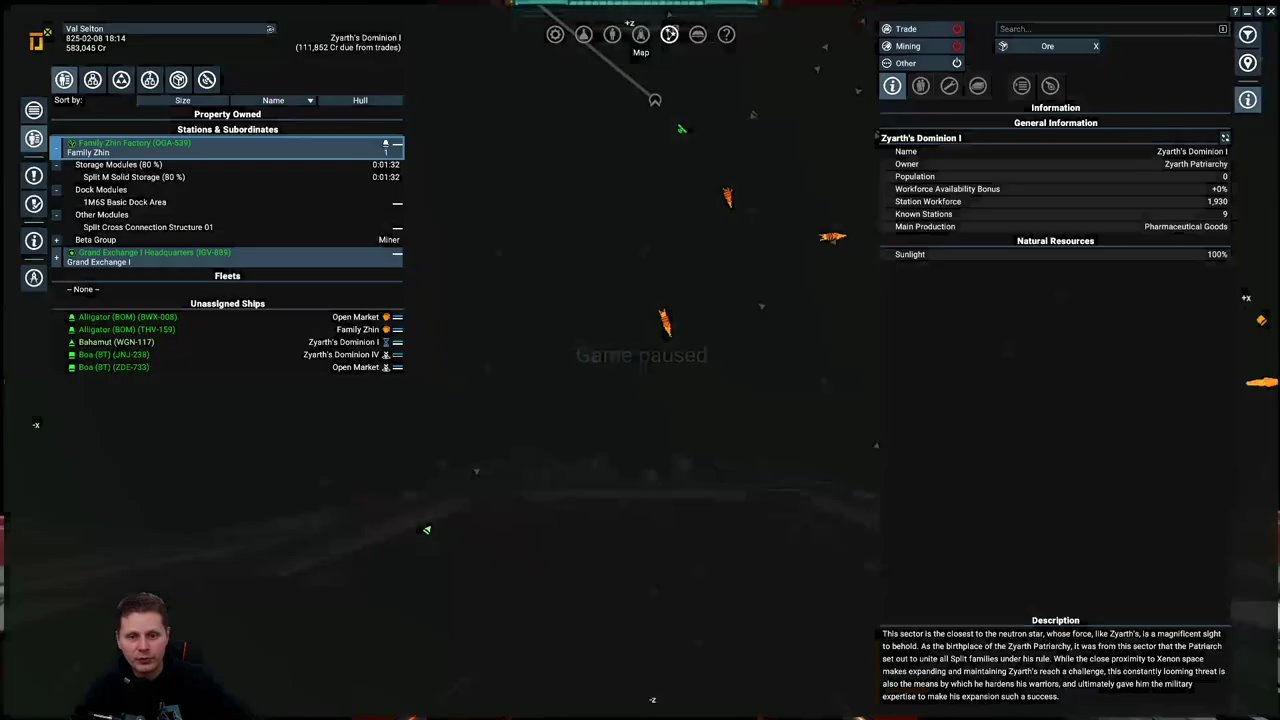 Val Selton
825-02-08 18:14
583,045 Cr
Zyarth's Dominion I
(111,852 Cr due from trades)
+z
Map
Sort by:
Size
Name
Hull
Property Owned
Stations & Subordinates
Family Zhin Factory (OGA-539)
Family Zhin
1
Storage Modules (80 %)
0:01:32
Split M Solid Storage (80 %)
0:01:32
Dock Modules
1M6S Basic Dock Area
Other Modules
Split Cross Connection Structure 01
Beta Group
Miner
Grand Exchange I Headquarters (IGV-889)
Grand Exchange I
Fleets
– None –
Unassigned Ships
Alligator (BOM) (BWX-008)
Open Market
Alligator (BOM) (THV-159)
Family Zhin
Bahamut (WGN-117)
Zyarth's Dominion I
Boa (BT) (JNJ-238)
Zyarth's Dominion IV
Boa (BT) (ZDE-733)
Open Market
Game paused
-x
+x
-z
Trade
Mining
Other
Search...
Ore
X
Information
General Information
Zyarth's Dominion I
Name
Zyarth's Dominion I
Owner
Zyarth Patriarchy
Population
0
Workforce Availability Bonus
+0%
Station Workforce
1,930
Known Stations
9
Main Production
Pharmaceutical Goods
Natural Resources
Sunlight
100%
Description
This sector is the closest to the neutron star, whose force, like Zyarth's, is a magnificent sight
to behold. As the birthplace of the Zyarth Patriarchy, it was from this sector that the Patriarch
set out to unite all Split families under his rule. While the close proximity to Xenon space
makes expanding and maintaining Zyarth's reach a challenge, this constantly looming threat is
also the means by which he hardens his warriors, and ultimately gave him the military
expertise to make his expansion such a success.